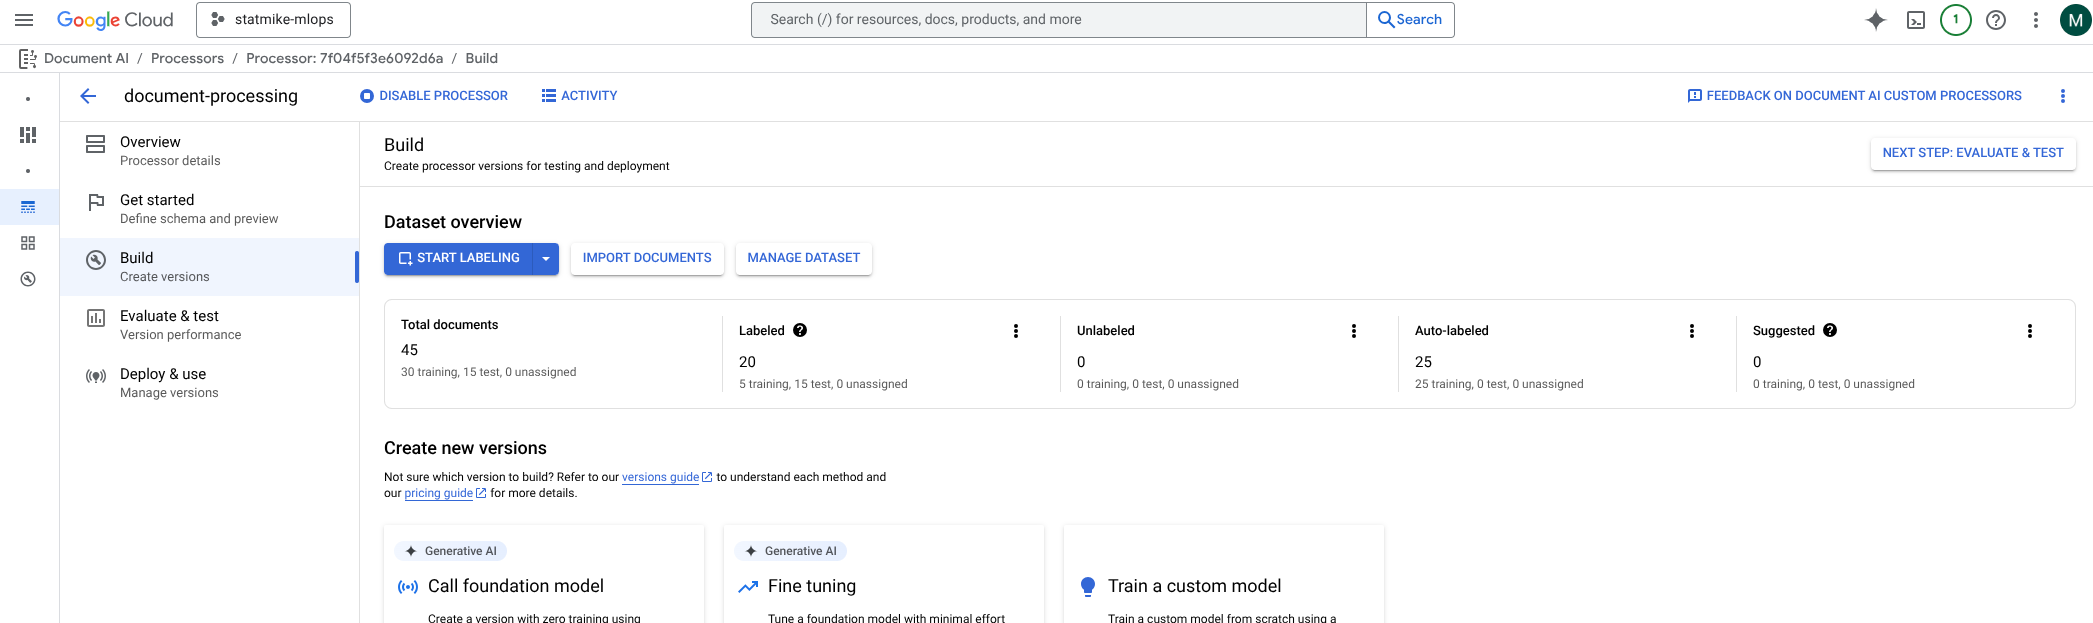 Google Cloud
statmike-mlops
Search (/) for resources, docs, products, and more
Search
1
M
Document AI / Processors / Processor: 7f04f5f3e6092d6a / Build
document-processing
DISABLE PROCESSOR
ACTIVITY
FEEDBACK ON DOCUMENT AI CUSTOM PROCESSORS
Overview
Processor details
Get started
Define schema and preview
Build
Create versions
Evaluate & test
Version performance
Deploy & use
Manage versions
Build
Create processor versions for testing and deployment
NEXT STEP: EVALUATE & TEST
Dataset overview
START LABELING
IMPORT DOCUMENTS
MANAGE DATASET
Total documents
45
30 training, 15 test, 0 unassigned
Labeled
20
5 training, 15 test, 0 unassigned
Unlabeled
0
0 training, 0 test, 0 unassigned
Auto-labeled
25
25 training, 0 test, 0 unassigned
Suggested
0
0 training, 0 test, 0 unassigned
Create new versions
Not sure which version to build? Refer to our versions guide to understand each method and
our pricing guide for more details.
Generative AI
Call foundation model
Create a version with zero training using
Generative AI
Fine tuning
Tune a foundation model with minimal effort
Train a custom model
Train a custom model from scratch using a